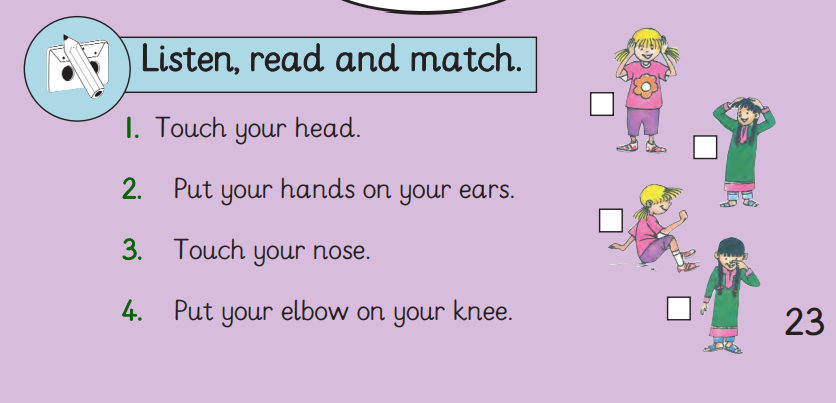 Listen, read and match.
1. Touch your head.
2. Put your hands on your ears.
3. Touch your nose.
4. Put your elbow on your knee.
23